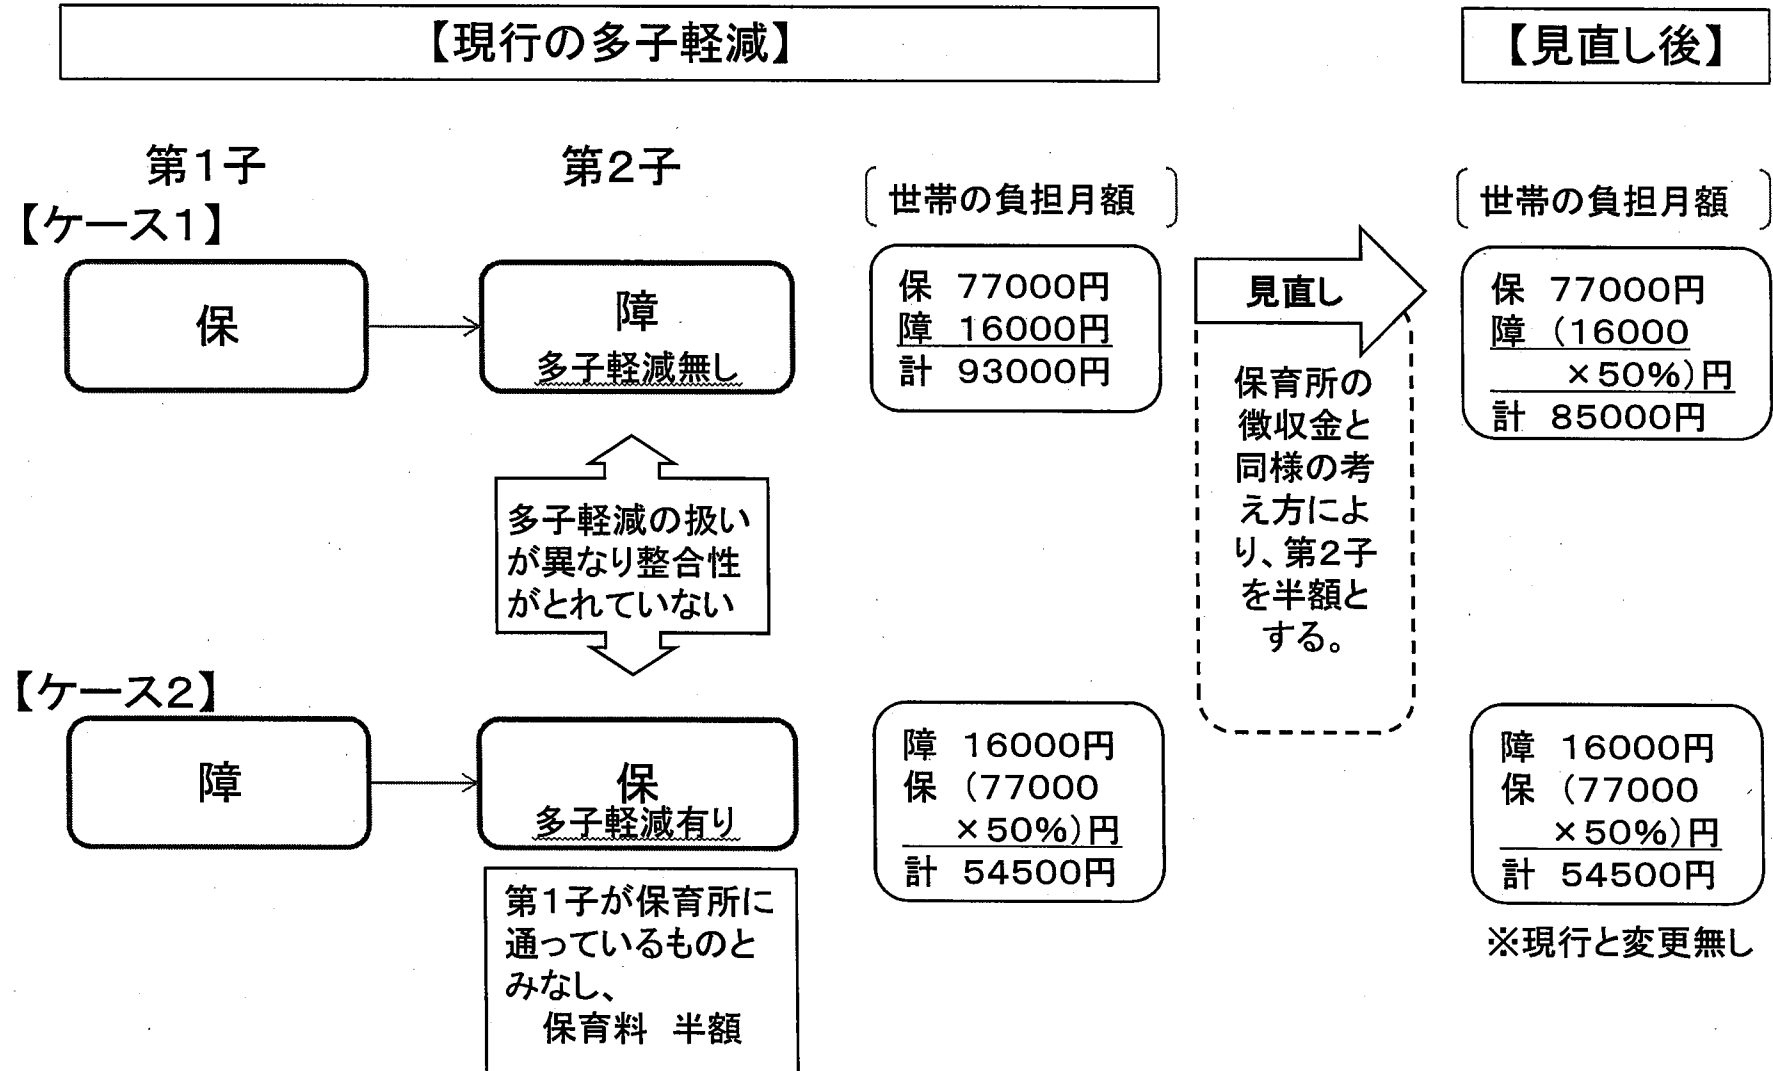 【現行の多子軽減】
【見直し後】
第1子
第2子
世帯の負担月額
世帯の負担月額
【ケース1】
保
障
多子軽減無し
保 77000円
障 16000円
計 93000円
見直し
保育所の
徴収金と
同様の考
え方によ
り、第2子
を半額と
する。
保 77000円
障 (16000
×50%)円
計 85000円
多子軽減の扱い
が異なり整合性
がとれていない
【ケース2】
障
保
多子軽減有り
障 16000円
保 (77000
×50%)円
計 54500円
障 16000円
保 (77000
×50%)円
計 54500円
※現行と変更無し
第1子が保育所に
通っているものと
みなし、
保育料 半額